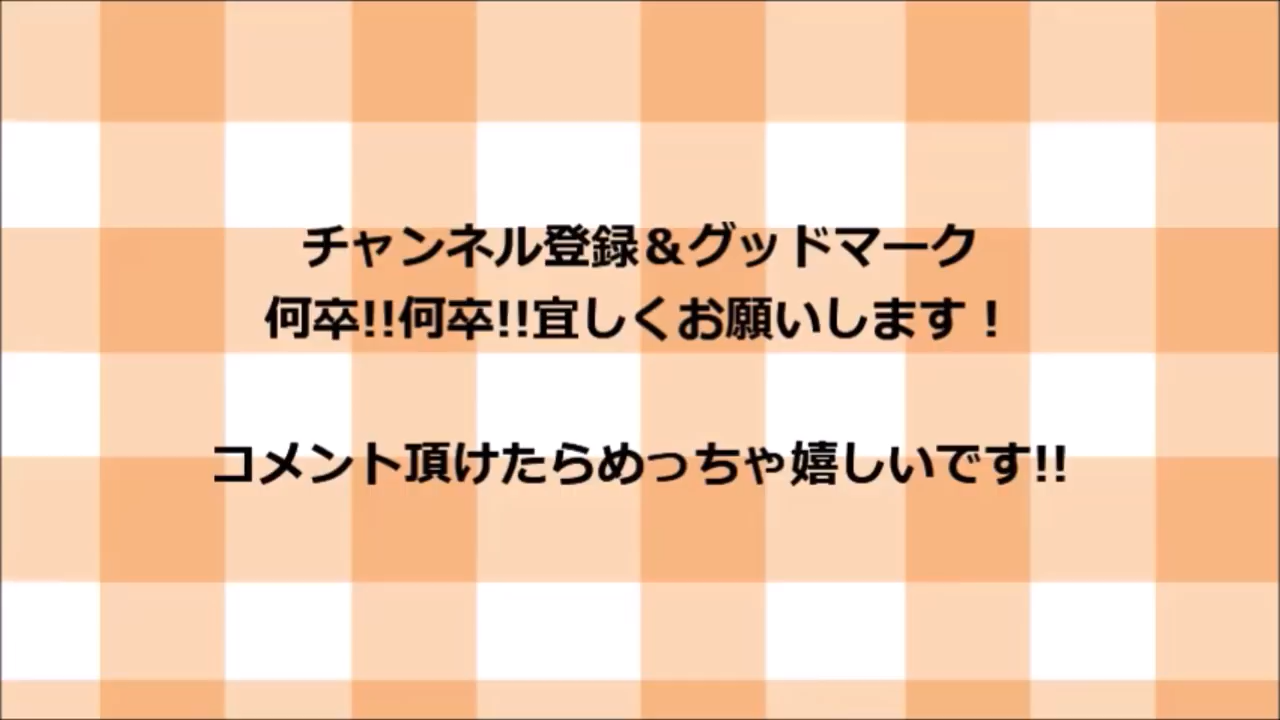 チャンネル登録＆グッドマーク
何卒!!何卒!!宜しくお願いします！
コメント頂けたらめっちゃ嬉しいです!!